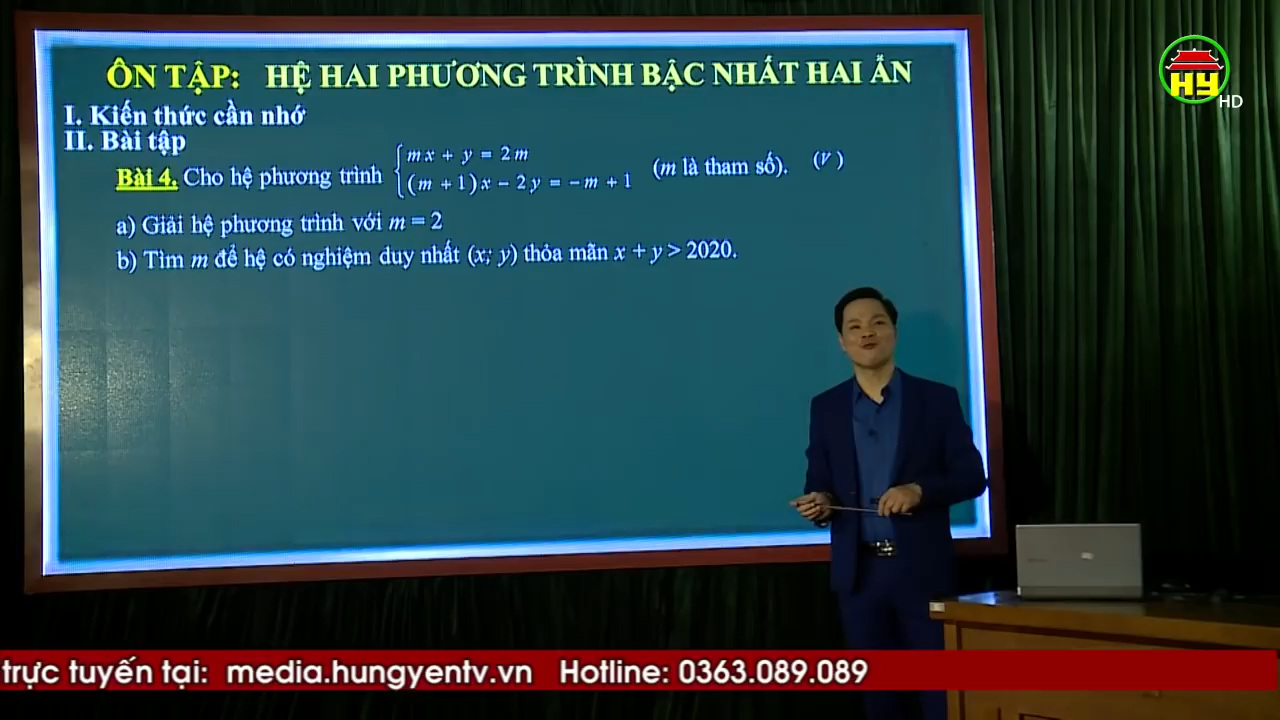 ÔN TẬP: HỆ HAI PHƯƠNG TRÌNH BẬC NHẤT HAI ẨN
I. Kiến thức cần nhớ
II. Bài tập
Bài 4. Cho hệ phương trình { mx + y = 2m (m là tham số). (V)
(m + 1)x − 2y = −m + 1
a) Giải hệ phương trình với m = 2
b) Tìm m để hệ có nghiệm duy nhất (x; y) thỏa mãn x + y > 2020.
HY
HD
trực tuyến tại: media.hungyentv.vn Hotline: 0363.089.089